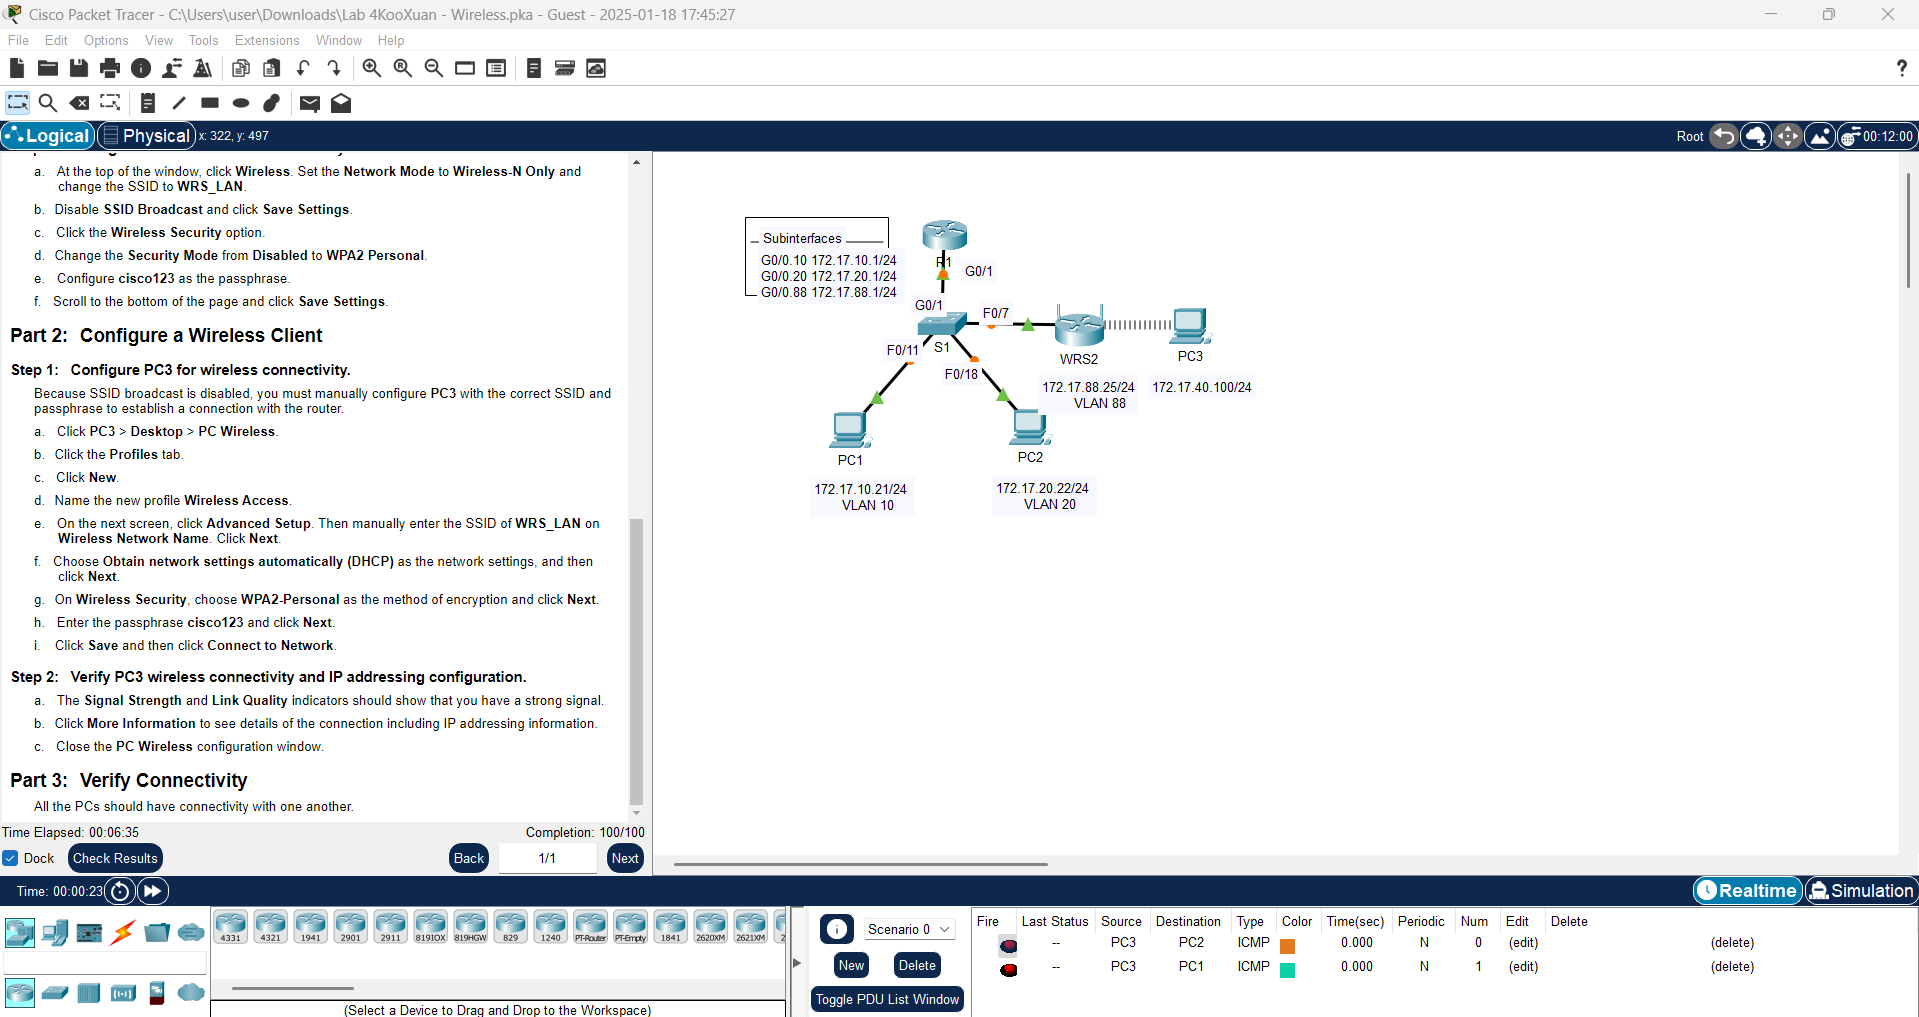 Cisco Packet Tracer - C:\Users\user\Downloads\Lab 4KooXuan - Wireless.pka - Guest - 2025-01-18 17:45:27
File Edit Options View Tools Extensions Window Help
?
Logical Physical x: 322, y: 497 Root 00:12:00
a. At the top of the window, click Wireless. Set the Network Mode to Wireless-N Only and
change the SSID to WRS_LAN.
b. Disable SSID Broadcast and click Save Settings.
c. Click the Wireless Security option.
d. Change the Security Mode from Disabled to WPA2 Personal.
e. Configure cisco123 as the passphrase.
f. Scroll to the bottom of the page and click Save Settings.
Part 2: Configure a Wireless Client
Step 1: Configure PC3 for wireless connectivity.
Because SSID broadcast is disabled, you must manually configure PC3 with the correct SSID and
passphrase to establish a connection with the router.
a. Click PC3 > Desktop > PC Wireless.
b. Click the Profiles tab.
c. Click New.
d. Name the new profile Wireless Access.
e. On the next screen, click Advanced Setup. Then manually enter the SSID of WRS_LAN on
Wireless Network Name. Click Next.
f. Choose Obtain network settings automatically (DHCP) as the network settings, and then
click Next.
g. On Wireless Security, choose WPA2-Personal as the method of encryption and click Next.
h. Enter the passphrase cisco123 and click Next.
i. Click Save and then click Connect to Network.
Step 2: Verify PC3 wireless connectivity and IP addressing configuration.
a. The Signal Strength and Link Quality indicators should show that you have a strong signal.
b. Click More Information to see details of the connection including IP addressing information.
c. Close the PC Wireless configuration window.
Part 3: Verify Connectivity
All the PCs should have connectivity with one another.
Time Elapsed: 00:06:35 Completion: 100/100
Dock Check Results Back 1/1 Next
Subinterfaces
G0/0.10 172.17.10.1/24
G0/0.20 172.17.20.1/24
G0/0.88 172.17.88.1/24
R1
G0/1
G0/1
F0/7
S1
F0/11
F0/18
WRS2
172.17.88.25/24
VLAN 88
PC3
172.17.40.100/24
PC1
172.17.10.21/24
VLAN 10
PC2
172.17.20.22/24
VLAN 20
Time: 00:00:23 Realtime Simulation
4331 4321 1941 2901 2911 819IOX 819HGW 829 1240 PT-Router PT-Empty 1841 2620XM 2621XM 2
(Select a Device to Drag and Drop to the Workspace)
Scenario 0
New Delete
Toggle PDU List Window
Fire Last Status Source Destination Type Color Time(sec) Periodic Num Edit Delete
-- PC3 PC2 ICMP 0.000 N 0 (edit) (delete)
-- PC3 PC1 ICMP 0.000 N 1 (edit) (delete)